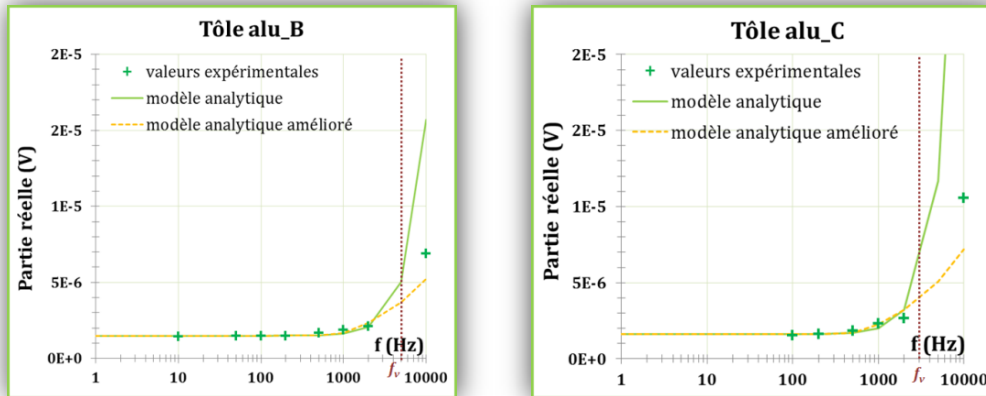 Tôle alu_B
2E-5
+ valeurs expérimentales
modèle analytique
modèle analytique amélioré
2E-5
1E-5
5E-6
0E+0
Partie réelle (V)
f (Hz)
1 10 100 1000 10000
fv
Tôle alu_C
2E-5
+ valeurs expérimentales
modèle analytique
modèle analytique amélioré
2E-5
1E-5
5E-6
0E+0
Partie réelle (V)
f (Hz)
1 10 100 1000 10000
fv